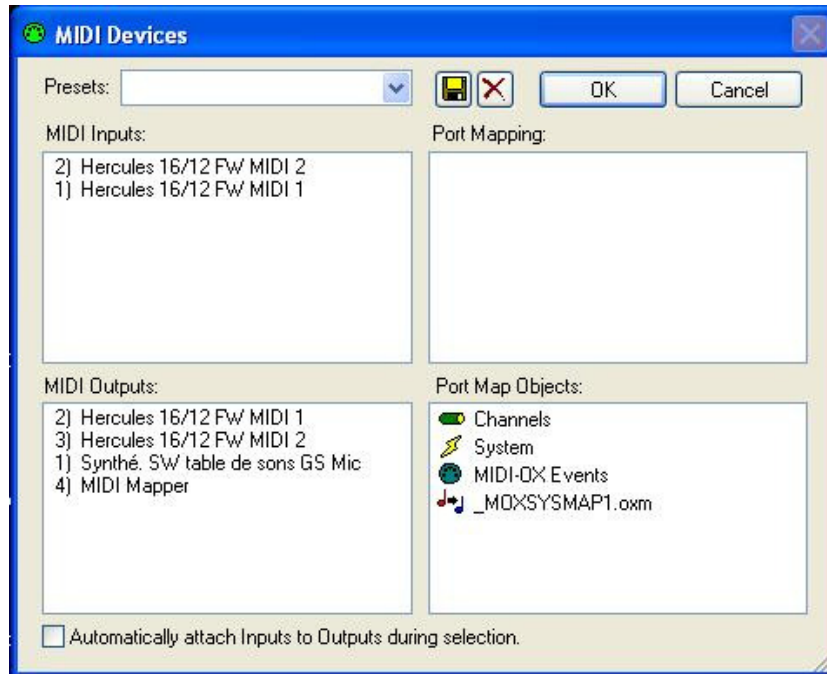 MIDI Devices
Presets:
OK
Cancel
MIDI Inputs:
2) Hercules 16/12 FW MIDI 2
1) Hercules 16/12 FW MIDI 1
Port Mapping:
MIDI Outputs:
2) Hercules 16/12 FW MIDI 1
3) Hercules 16/12 FW MIDI 2
1) Synthé. SW table de sons GS Mic
4) MIDI Mapper
Port Map Objects:
Channels
System
MIDI-OX Events
_MOXSYSMAP1.oxm
Automatically attach Inputs to Outputs during selection.